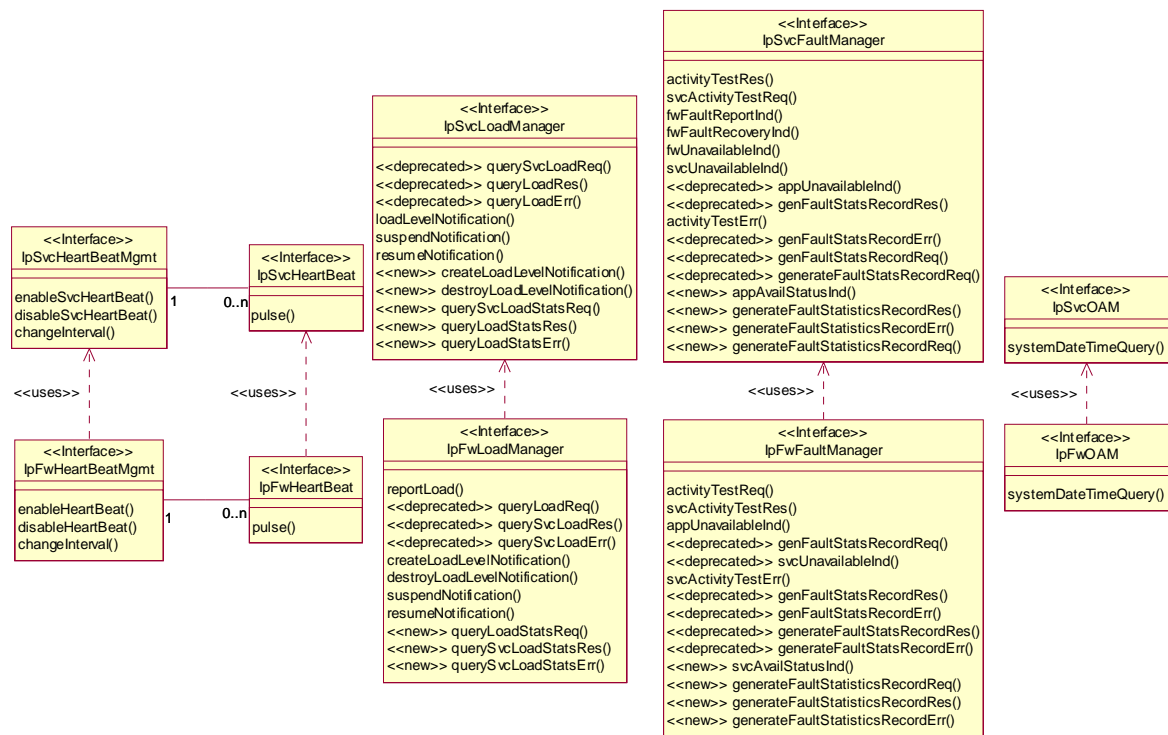 <<Interface>>
IpSvcHeartBeatMgmt
enableSvcHeartBeat()
disableSvcHeartBeat()
changeInterval()
1
0..n
<<Interface>>
IpSvcHeartBeat
pulse()
<<Interface>>
IpSvcLoadManager
<<deprecated>> querySvcLoadReq()
<<deprecated>> queryLoadRes()
<<deprecated>> queryLoadErr()
loadLevelNotification()
suspendNotification()
resumeNotification()
<<new>> createLoadLevelNotification()
<<new>> destroyLoadLevelNotification()
<<new>> querySvcLoadStatsReq()
<<new>> queryLoadStatsRes()
<<new>> queryLoadStatsErr()
<<Interface>>
IpSvcFaultManager
activityTestRes()
svcActivityTestReq()
fwFaultReportInd()
fwFaultRecoveryInd()
fwUnavailableInd()
svcUnavailableInd()
<<deprecated>> appUnavailableInd()
<<deprecated>> genFaultStatsRecordRes()
activityTestErr()
<<deprecated>> genFaultStatsRecordErr()
<<deprecated>> genFaultStatsRecordReq()
<<deprecated>> generateFaultStatsRecordReq()
<<new>> appAvailStatusInd()
<<new>> generateFaultStatisticsRecordRes()
<<new>> generateFaultStatisticsRecordErr()
<<new>> generateFaultStatisticsRecordReq()
<<Interface>>
IpSvcOAM
systemDateTimeQuery()
<<uses>>
<<uses>>
<<uses>>
<<uses>>
<<uses>>
<<Interface>>
IpFwHeartBeatMgmt
enableHeartBeat()
disableHeartBeat()
changeInterval()
1
0..n
<<Interface>>
IpFwHeartBeat
pulse()
<<Interface>>
IpFwLoadManager
reportLoad()
<<deprecated>> queryLoadReq()
<<deprecated>> querySvcLoadRes()
<<deprecated>> querySvcLoadErr()
createLoadLevelNotification()
destroyLoadLevelNotification()
suspendNotification()
resumeNotification()
<<new>> queryLoadStatsReq()
<<new>> querySvcLoadStatsRes()
<<new>> querySvcLoadStatsErr()
<<Interface>>
IpFwFaultManager
activityTestReq()
svcActivityTestRes()
appUnavailableInd()
<<deprecated>> genFaultStatsRecordReq()
<<deprecated>> svcUnavailableInd()
svcActivityTestErr()
<<deprecated>> genFaultStatsRecordRes()
<<deprecated>> genFaultStatsRecordErr()
<<deprecated>> generateFaultStatsRecordRes()
<<deprecated>> generateFaultStatsRecordErr()
<<new>> svcAvailStatusInd()
<<new>> generateFaultStatisticsRecordReq()
<<new>> generateFaultStatisticsRecordRes()
<<new>> generateFaultStatisticsRecordErr()
<<Interface>>
IpFwOAM
systemDateTimeQuery()